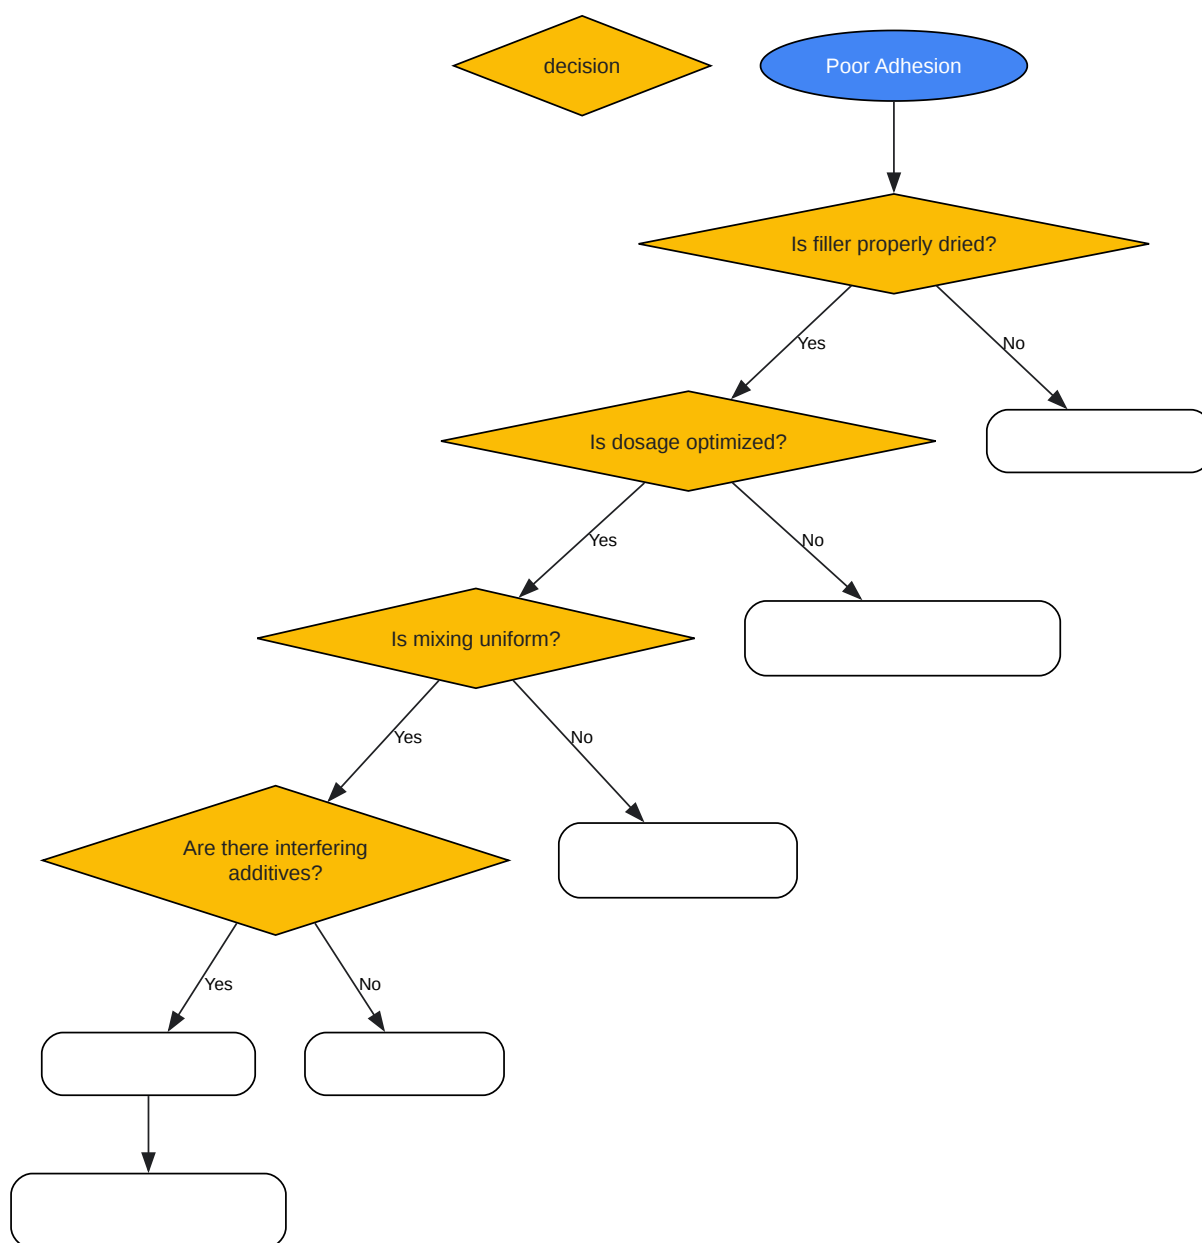 decision
Poor Adhesion
Is filler properly dried?
Yes
No
Is dosage optimized?
Yes
No
Is mixing uniform?
Yes
No
Are there interfering
additives?
Yes
No